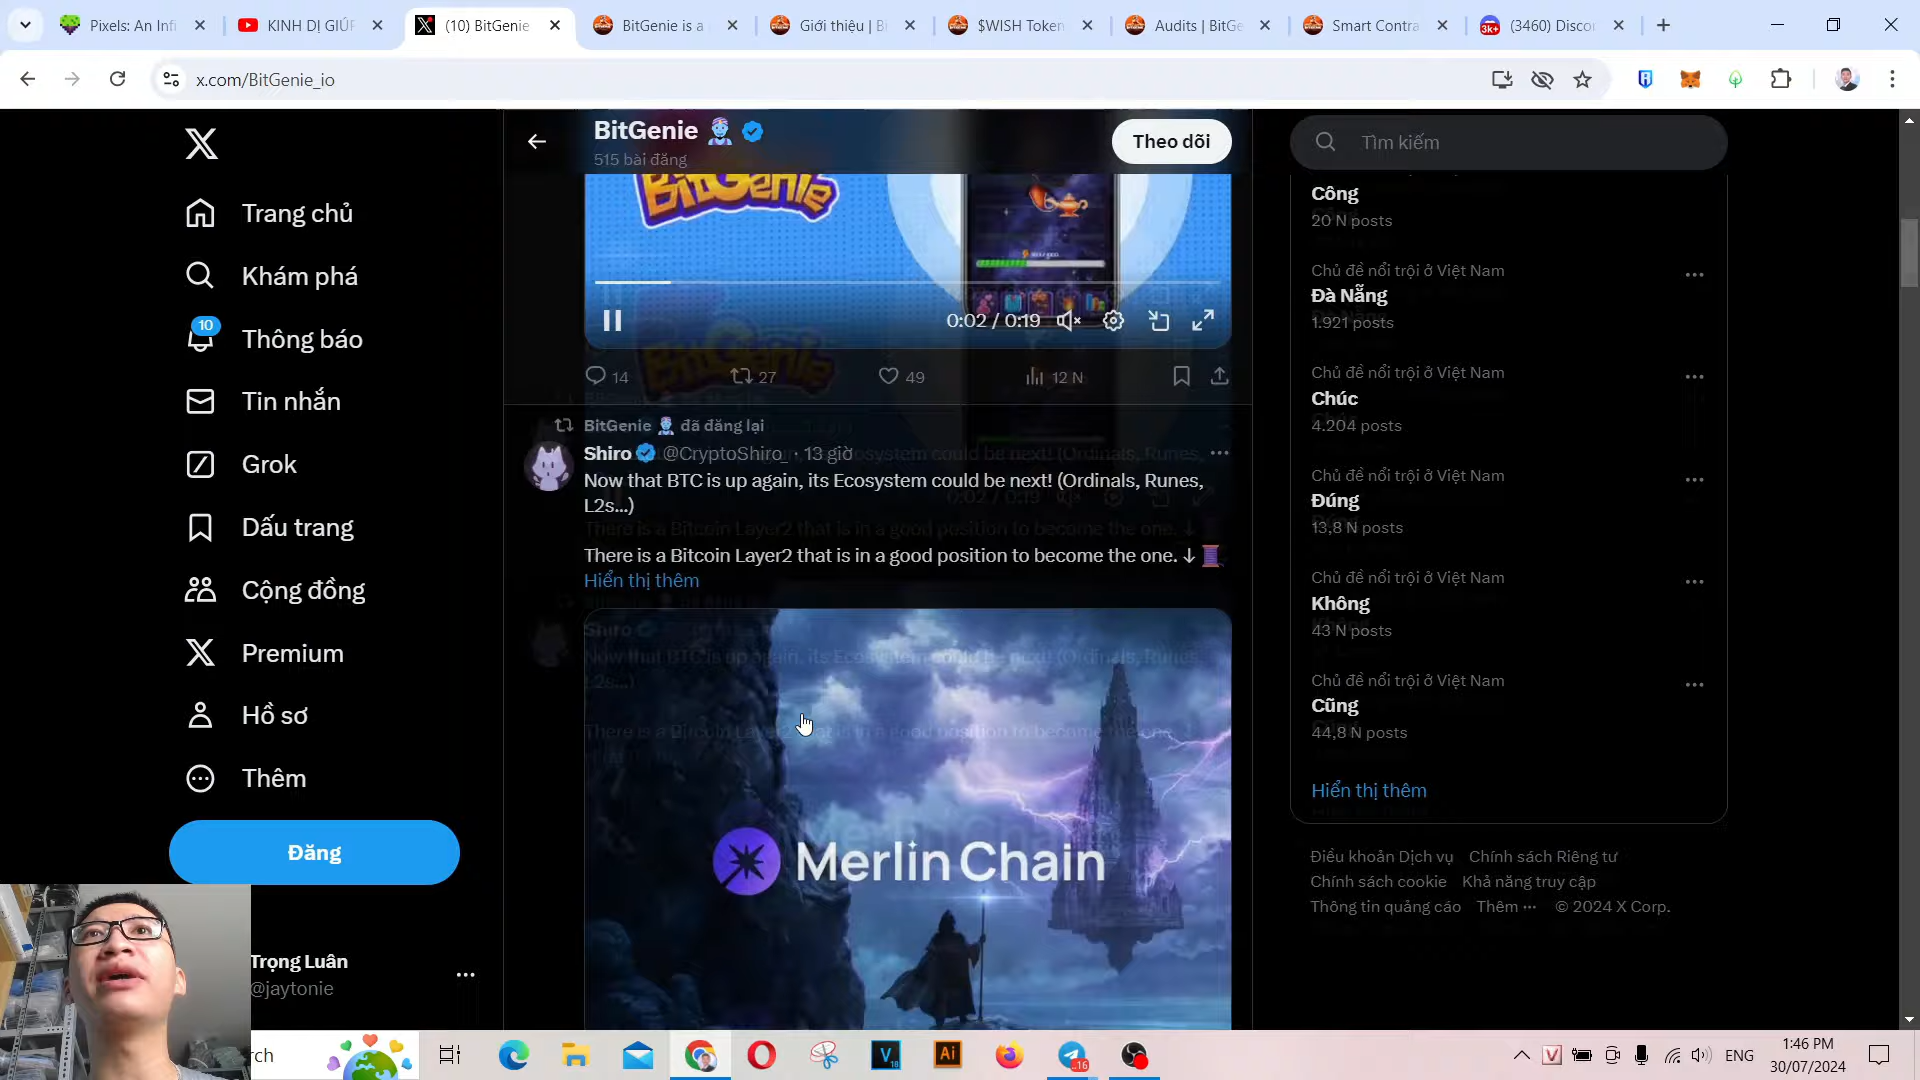 Pixels: An Infi
KINH DỊ GIÚF
(10) BitGenie
BitGenie is a
Giới thiệu | B
$WISH Token
Audits | BitGe
Smart Contra
(3460) Disco
x.com/BitGenie_io
BitGenie
515 bài đăng
Theo dõi
Tìm kiếm
Trang chủ
Khám phá
10
Thông báo
Tin nhắn
Grok
Dấu trang
Cộng đồng
Premium
Hồ sơ
Thêm
Đăng
Trọng Luân
@jaytonie
BitGenie
0:02 / 0:19
14
27
49
12 N
BitGenie đã đăng lại
Shiro @CryptoShiro_ · 13 giờ
Now that BTC is up again, its Ecosystem could be next! (Ordinals, Runes,
L2s...)
There is a Bitcoin Layer2 that is in a good position to become the one. ↓
Hiển thị thêm
Merlin Chain
Công
20 N posts
Chủ đề nổi trội ở Việt Nam
Đà Nẵng
1.921 posts
Chủ đề nổi trội ở Việt Nam
Chúc
4.204 posts
Chủ đề nổi trội ở Việt Nam
Đúng
13,8 N posts
Chủ đề nổi trội ở Việt Nam
Không
43 N posts
Chủ đề nổi trội ở Việt Nam
Cũng
44,8 N posts
Hiển thị thêm
Điều khoản Dịch vụ Chính sách Riêng tư
Chính sách cookie Khả năng truy cập
Thông tin quảng cáo Thêm ··· © 2024 X Corp.
rch
ENG
1:46 PM
30/07/2024